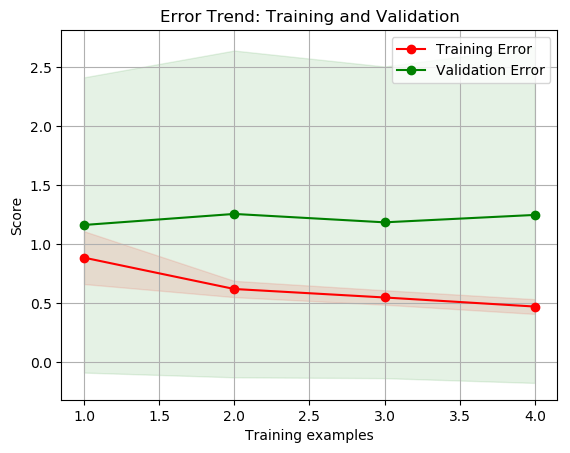 Error Trend: Training and Validation
Training Error
Validation Error
Score
2.5
2.0
1.5
1.0
0.5
0.0
1.0 1.5 2.0 2.5 3.0 3.5 4.0
Training examples